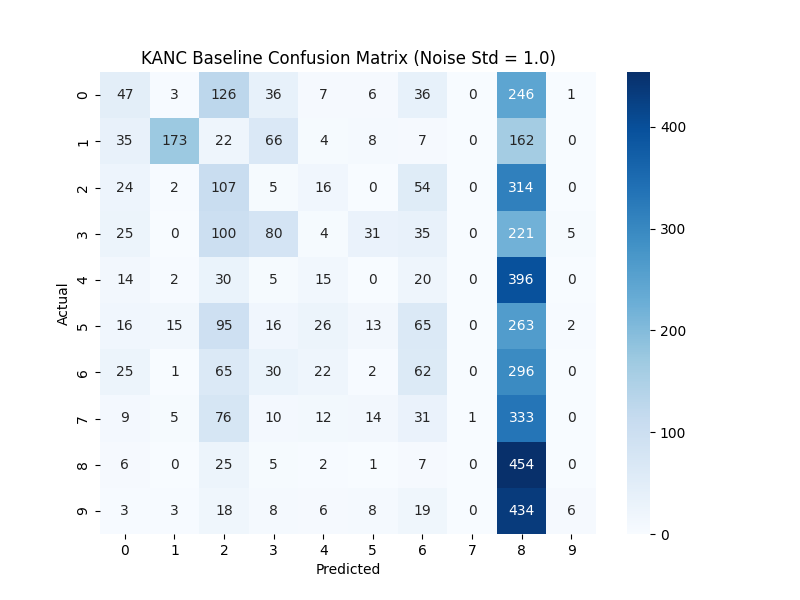 KANC Baseline Confusion Matrix (Noise Std = 1.0)
0 47 3 126 36 7 6 36 0 246 1
1 35 173 22 66 4 8 7 0 162 0
2 24 2 107 5 16 0 54 0 314 0
3 25 0 100 80 4 31 35 0 221 5
4 14 2 30 5 15 0 20 0 396 0
5 16 15 95 16 26 13 65 0 263 2
6 25 1 65 30 22 2 62 0 296 0
7 9 5 76 10 12 14 31 1 333 0
8 6 0 25 5 2 1 7 0 454 0
9 3 3 18 8 6 8 19 0 434 6
0 1 2 3 4 5 6 7 8 9
Predicted
Actual
400
300
200
100
0